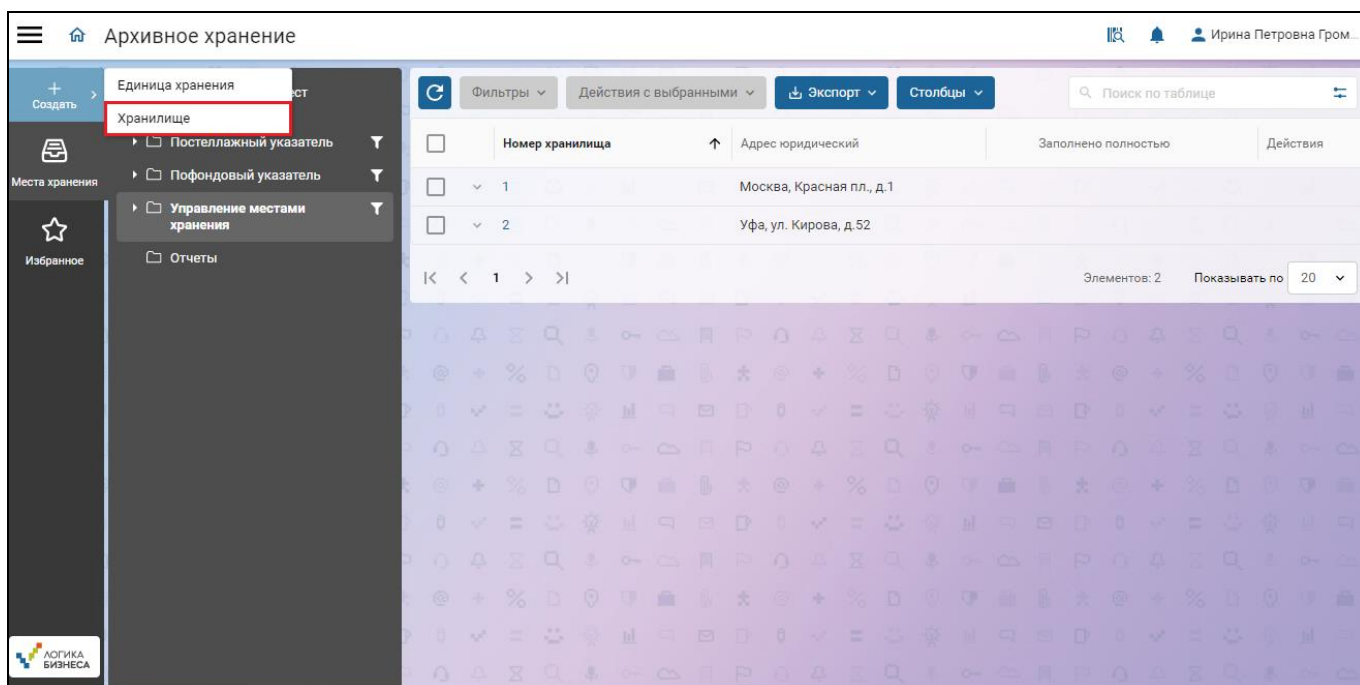 Архивное хранение
Ирина Петровна Гром...
Создать
Единица хранения
Хранилище
ест
Места хранения
Избранное
Постеллажный указатель
Пофондовый указатель
Управление местами
хранения
Отчеты
Фильтры
Действия с выбранными
Экспорт
Столбцы
Поиск по таблице
Номер хранилища
Адрес юридический
Заполнено полностью
Действия
1
Москва, Красная пл., д.1
2
Уфа, ул. Кирова, д.52
1
Элементов: 2
Показывать по
20
ЛОГИКА
БИЗНЕСА